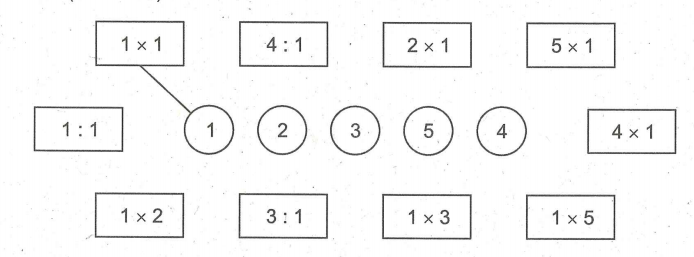 1 × 1 4 : 1 2 × 1 5 × 1
1 : 1 1 2 3 5 4 4 × 1
1 × 2 3 : 1 1 × 3 1 × 5